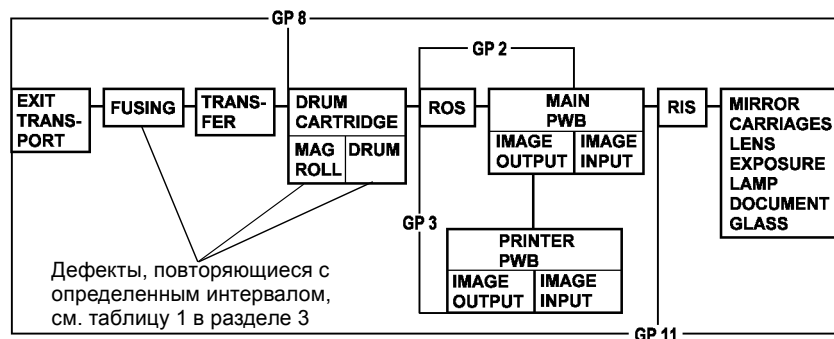 GP 8
GP 2
EXIT
TRANS-
PORT
FUSING
TRANS-
FER
DRUM
CARTRIDGE
MAG
ROLL
DRUM
ROS
MAIN
PWB
IMAGE
OUTPUT
IMAGE
INPUT
RIS
MIRROR
CARRIAGES
LENS
EXPOSURE
LAMP
DOCUMENT
GLASS
GP 3
PRINTER
PWB
IMAGE
OUTPUT
IMAGE
INPUT
Дефекты, повторяющиеся с
определенным интервалом,
см. таблицу 1 в разделе 3
GP 11